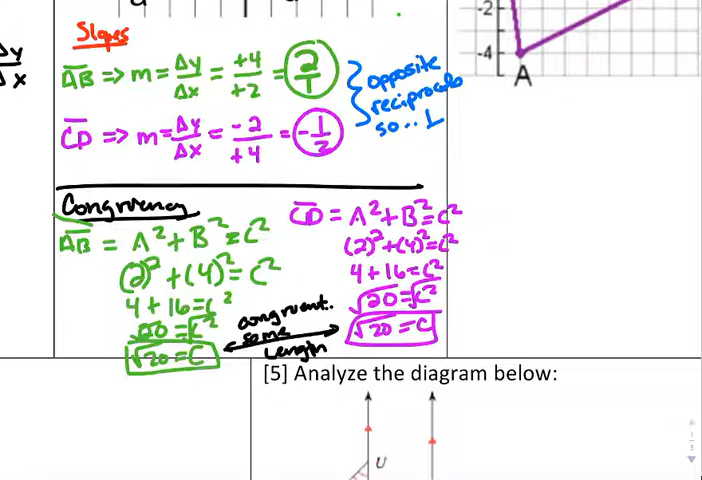 Slopes
Δy
Δx
AB => m = Δy/Δx = +4/+2 = 2/1
opposite
reciprocals
so.. ⊥
CD => m = Δy/Δx = -2/+4 = -1/2
-2
-4
A
Congruency
AB = A² + B² = C²
(2)² + (4)² = C²
4 + 16 = C²
√20 = √C²
√20 = C
congruent..
same
Length
CD = A² + B² = C²
(2)² + (4)² = C²
4 + 16 = C²
√20 = √C²
√20 = C
[5] Analyze the diagram below:
U